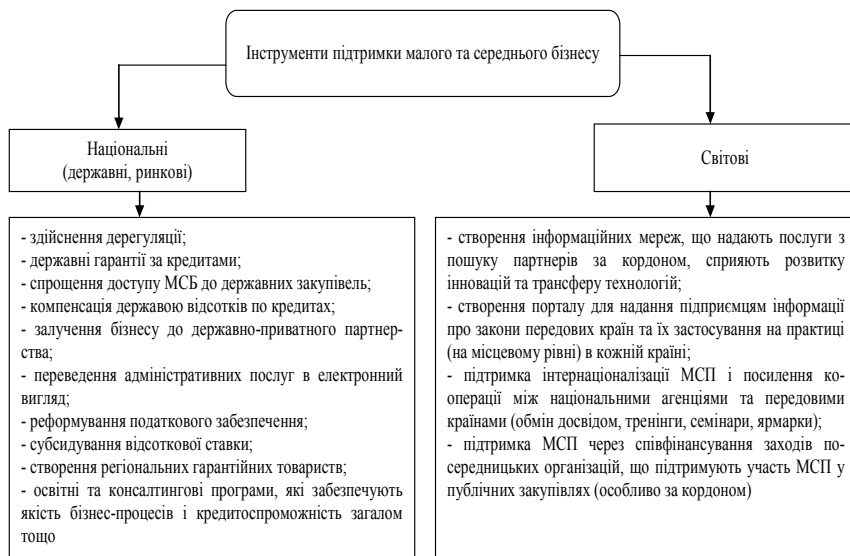 Інструменти підтримки малого та середнього бізнесу
Національні
(державні, ринкові)
Світові
- здійснення дерегуляції;
- державні гарантії за кредитами;
- спрощення доступу МСБ до державних закупівель;
- компенсація державою відсотків по кредитах;
- залучення бізнесу до державно-приватного партнер-
ства;
- переведення адміністративних послуг в електронний
вигляд;
- реформування податкового забезпечення;
- субсидування відсоткової ставки;
- створення регіональних гарантійних товариств;
- освітні та консалтингові програми, які забезпечують
якість бізнес-процесів і кредитоспроможність загалом
тощо
- створення інформаційних мереж, що надають послуги з
пошуку партнерів за кордоном, сприяють розвитку
інновацій та трансферу технологій;
- створення порталу для надання підприємцям інформації
про закони передових країн та їх застосування на практиці
(на місцевому рівні) в кожній країні;
- підтримка інтернаціоналізації МСП і посилення ко-
операції між національними агенціями та передовими
країнами (обмін досвідом, тренінги, семінари, ярмарки);
- підтримка МСП через співфінансування заходів по-
середницьких організацій, що підтримують участь МСП у
публічних закупівлях (особливо за кордоном)